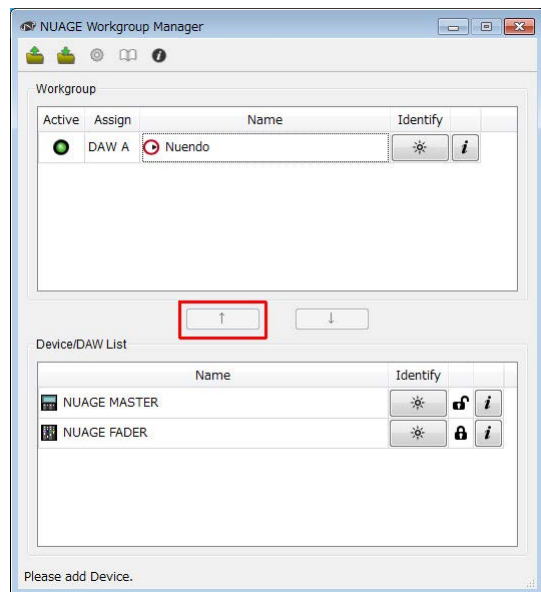 NUAGE Workgroup Manager
Workgroup
Active Assign Name Identify
DAW A Nuendo i
↑ ↓
Device/DAW List
Name Identify
NUAGE MASTER i
NUAGE FADER i
Please add Device.